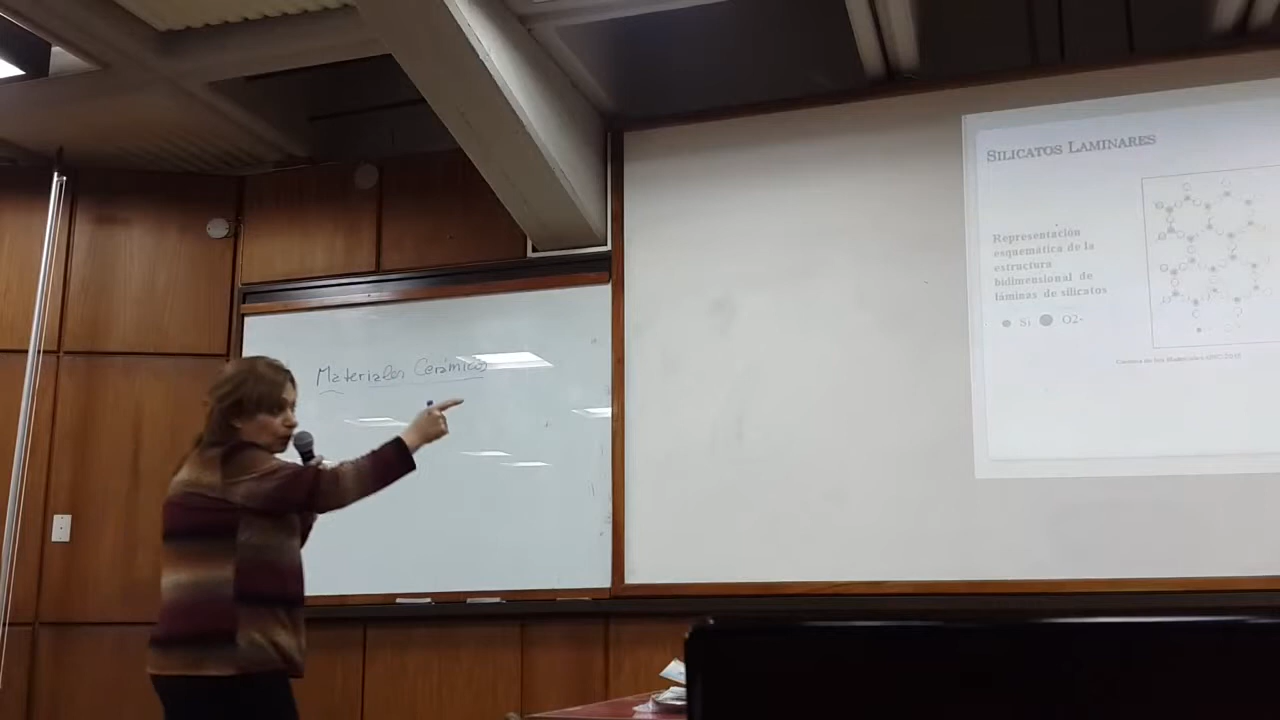 Materiales Cerámicos
SILICATOS LAMINARES
Representación
esquemática de la
estructura
bidimensional de
láminas de silicatos
Si O2-